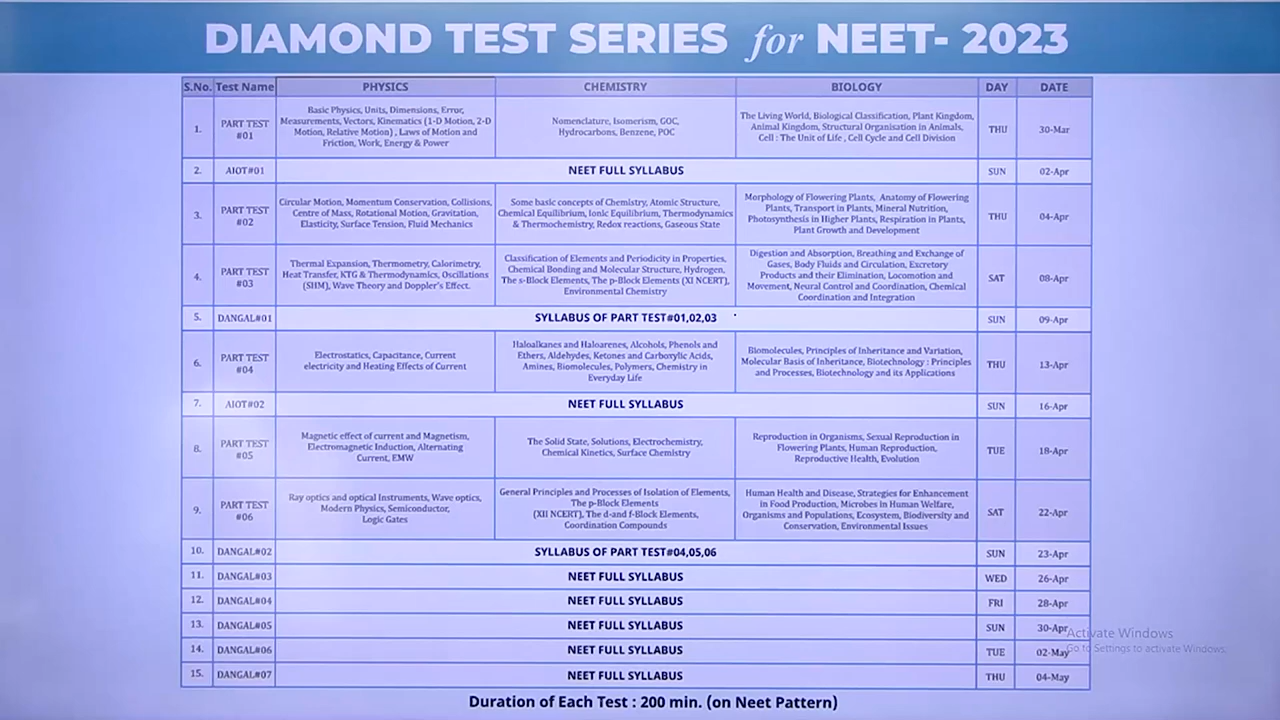 DIAMOND TEST SERIES for NEET- 2023
S.No. Test Name PHYSICS CHEMISTRY BIOLOGY DAY DATE
1. PART TEST #01
Basic Physics, Units, Dimensions, Error,
Measurements, Vectors, Kinematics (1-D Motion, 2-D
Motion, Relative Motion) , Laws of Motion and
Friction, Work, Energy & Power
Nomenclature, Isomerism, GOC,
Hydrocarbons, Benzene, POC
The Living World, Biological Classification, Plant Kingdom,
Animal Kingdom, Structural Organisation in Animals,
Cell : The Unit of Life , Cell Cycle and Cell Division
THU 30-Mar
2. AIOT#01 NEET FULL SYLLABUS SUN 02-Apr
3. PART TEST #02
Circular Motion, Momentum Conservation, Collisions,
Centre of Mass, Rotational Motion, Gravitation,
Elasticity, Surface Tension, Fluid Mechanics
Some basic concepts of Chemistry, Atomic Structure,
Chemical Equilibrium, Ionic Equilibrium, Thermodynamics
& Thermochemistry, Redox reactions, Gaseous State
Morphology of Flowering Plants, Anatomy of Flowering
Plants, Transport in Plants, Mineral Nutrition,
Photosynthesis in Higher Plants, Respiration in Plants,
Plant Growth and Development
THU 04-Apr
4. PART TEST #03
Thermal Expansion, Thermometry, Calorimetry,
Heat Transfer, KTG & Thermodynamics, Oscillations
(SHM), Wave Theory and Doppler's Effect.
Classification of Elements and Periodicity in Properties,
Chemical Bonding and Molecular Structure, Hydrogen,
The s-Block Elements, The p-Block Elements (XI NCERT),
Environmental Chemistry
Digestion and Absorption, Breathing and Exchange of
Gases, Body Fluids and Circulation, Excretory
Products and their Elimination, Locomotion and
Movement, Neural Control and Coordination, Chemical
Coordination and Integration
SAT 08-Apr
5. DANGAL#01 SYLLABUS OF PART TEST#01,02,03 SUN 09-Apr
6. PART TEST #04
Electrostatics, Capacitance, Current
electricity and Heating Effects of Current
Haloalkanes and Haloarenes, Alcohols, Phenols and
Ethers, Aldehydes, Ketones and Carboxylic Acids,
Amines, Biomolecules, Polymers, Chemistry in
Everyday Life
Biomolecules, Principles of Inheritance and Variation,
Molecular Basis of Inheritance, Biotechnology : Principles
and Processes, Biotechnology and its Applications
THU 13-Apr
7. AIOT#02 NEET FULL SYLLABUS SUN 16-Apr
8. PART TEST #05
Magnetic effect of current and Magnetism,
Electromagnetic Induction, Alternating
Current, EMW
The Solid State, Solutions, Electrochemistry,
Chemical Kinetics, Surface Chemistry
Reproduction in Organisms, Sexual Reproduction in
Flowering Plants, Human Reproduction,
Reproductive Health, Evolution
TUE 18-Apr
9. PART TEST #06
Ray optics and optical Instruments, Wave optics,
Modern Physics, Semiconductor,
Logic Gates
General Principles and Processes of Isolation of Elements,
The p-Block Elements
(XII NCERT), The d-and f-Block Elements,
Coordination Compounds
Human Health and Disease, Strategies for Enhancement
in Food Production, Microbes in Human Welfare,
Organisms and Populations, Ecosystem, Biodiversity and
Conservation, Environmental Issues
SAT 22-Apr
10. DANGAL#02 SYLLABUS OF PART TEST#04,05,06 SUN 23-Apr
11. DANGAL#03 NEET FULL SYLLABUS WED 26-Apr
12. DANGAL#04 NEET FULL SYLLABUS FRI 28-Apr
13. DANGAL#05 NEET FULL SYLLABUS SUN 30-Apr
14. DANGAL#06 NEET FULL SYLLABUS TUE 02-May
15. DANGAL#07 NEET FULL SYLLABUS THU 04-May
Activate Windows
Go to Settings to activate Windows.
Duration of Each Test : 200 min. (on Neet Pattern)